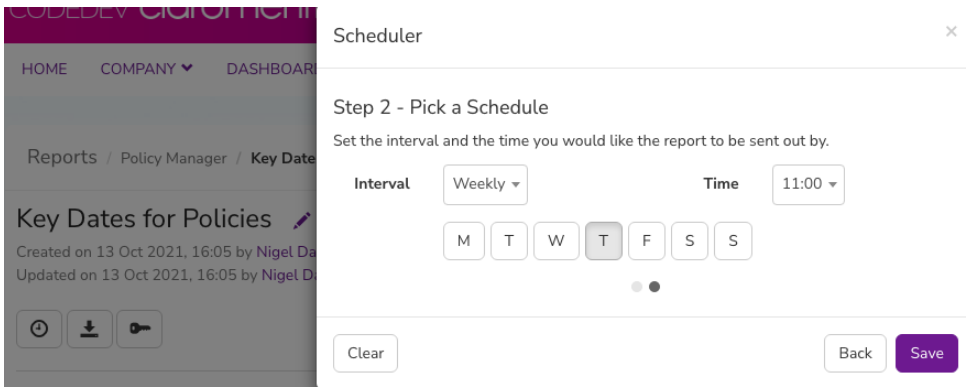 CODEDEV
Scheduler
×
HOME COMPANY
Step 2 - Pick a Schedule
Set the interval and the time you would like the report to be sent out by.
Reports / Policy Manager / Key Date
Interval Weekly Time 11:00
Key Dates for Policies
M T W T F S S
Created on 13 Oct 2021, 16:05 by Nigel
Updated on 13 Oct 2021, 16:05 by Nigel
Clear Back Save